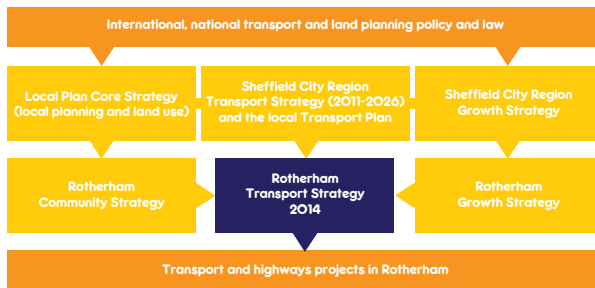 International, national transport and land planning policy and law
Local Plan Core Strategy
(local planning and land use)
Sheffield City Region
Transport Strategy (2011-2026)
and the local Transport Plan
Sheffield City Region
Growth Strategy
Rotherham
Community Strategy
Rotherham
Transport Strategy
2014
Rotherham
Growth Strategy
Transport and highways projects in Rotherham